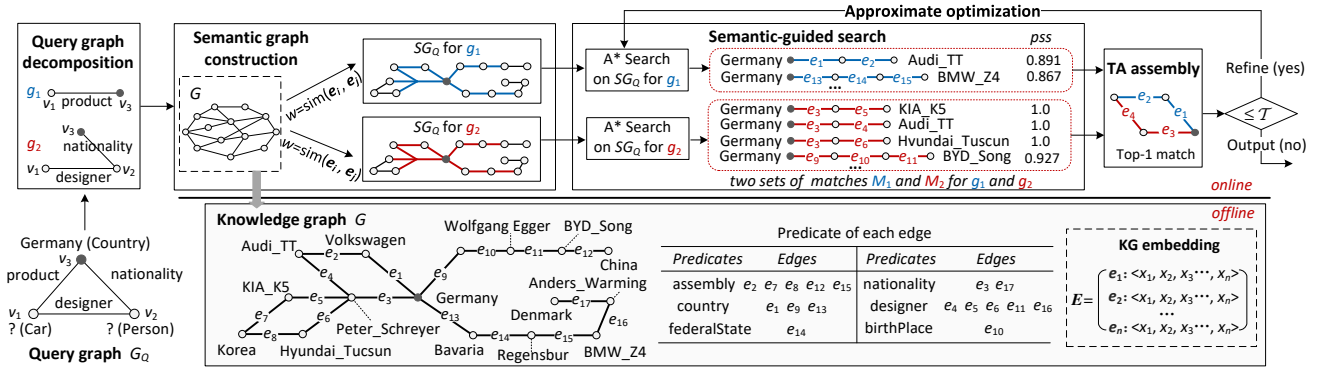 Approximate optimization
Query graph
decomposition
g1
v1 product v3
v3
g2 nationality
v1 designer v2
Semantic graph
construction
G
w=sim(ei, ej)
w=sim(ei, ej)
SGQ for g1
SGQ for g2
A* Search
on SGQ for g1
A* Search
on SGQ for g2
Semantic-guided search pss
Germany e1 e2 Audi_TT 0.891
Germany e13 e14 e15 BMW_Z4 0.867
...
Germany e3 e5 KIA_K5 1.0
Germany e3 e4 Audi_TT 1.0
Germany e3 e6 Hyundai_Tuscun 1.0
Germany e9 e10 e11 BYD_Song 0.927
...
two sets of matches M1 and M2 for g1 and g2
TA assembly
e2 e1
e4 e3
Top-1 match
Refine (yes)
≤ T
Output (no)
online
offline
Germany (Country)
v3
product nationality
designer
v1 v2
? (Car) ? (Person)
Query graph GQ
Knowledge graph G
Wolfgang Egger BYD_Song
Audi_TT Volkswagen
e2 e10 e11 e12
e4 e1 e9 China
Anders_Warming
KIA_K5 e5 e3 Germany e17
Denmark
e7 e6 e13 e16
e8 Peter_Schreyer e14 e15
Korea Hyundai_Tucsun Bavaria Regensbur BMW_Z4
Predicate of each edge
Predicates Edges Predicates Edges
assembly e2 e7 e8 e12 e15 nationality e3 e17
country e1 e9 e13 designer e4 e5 e6 e11 e16
federalState e14 birthPlace e10
KG embedding
e1: <x1, x2, x3···, xn>
E= e2: <x1, x2, x3···, xn>
...
en: <x1, x2, x3···, xn>